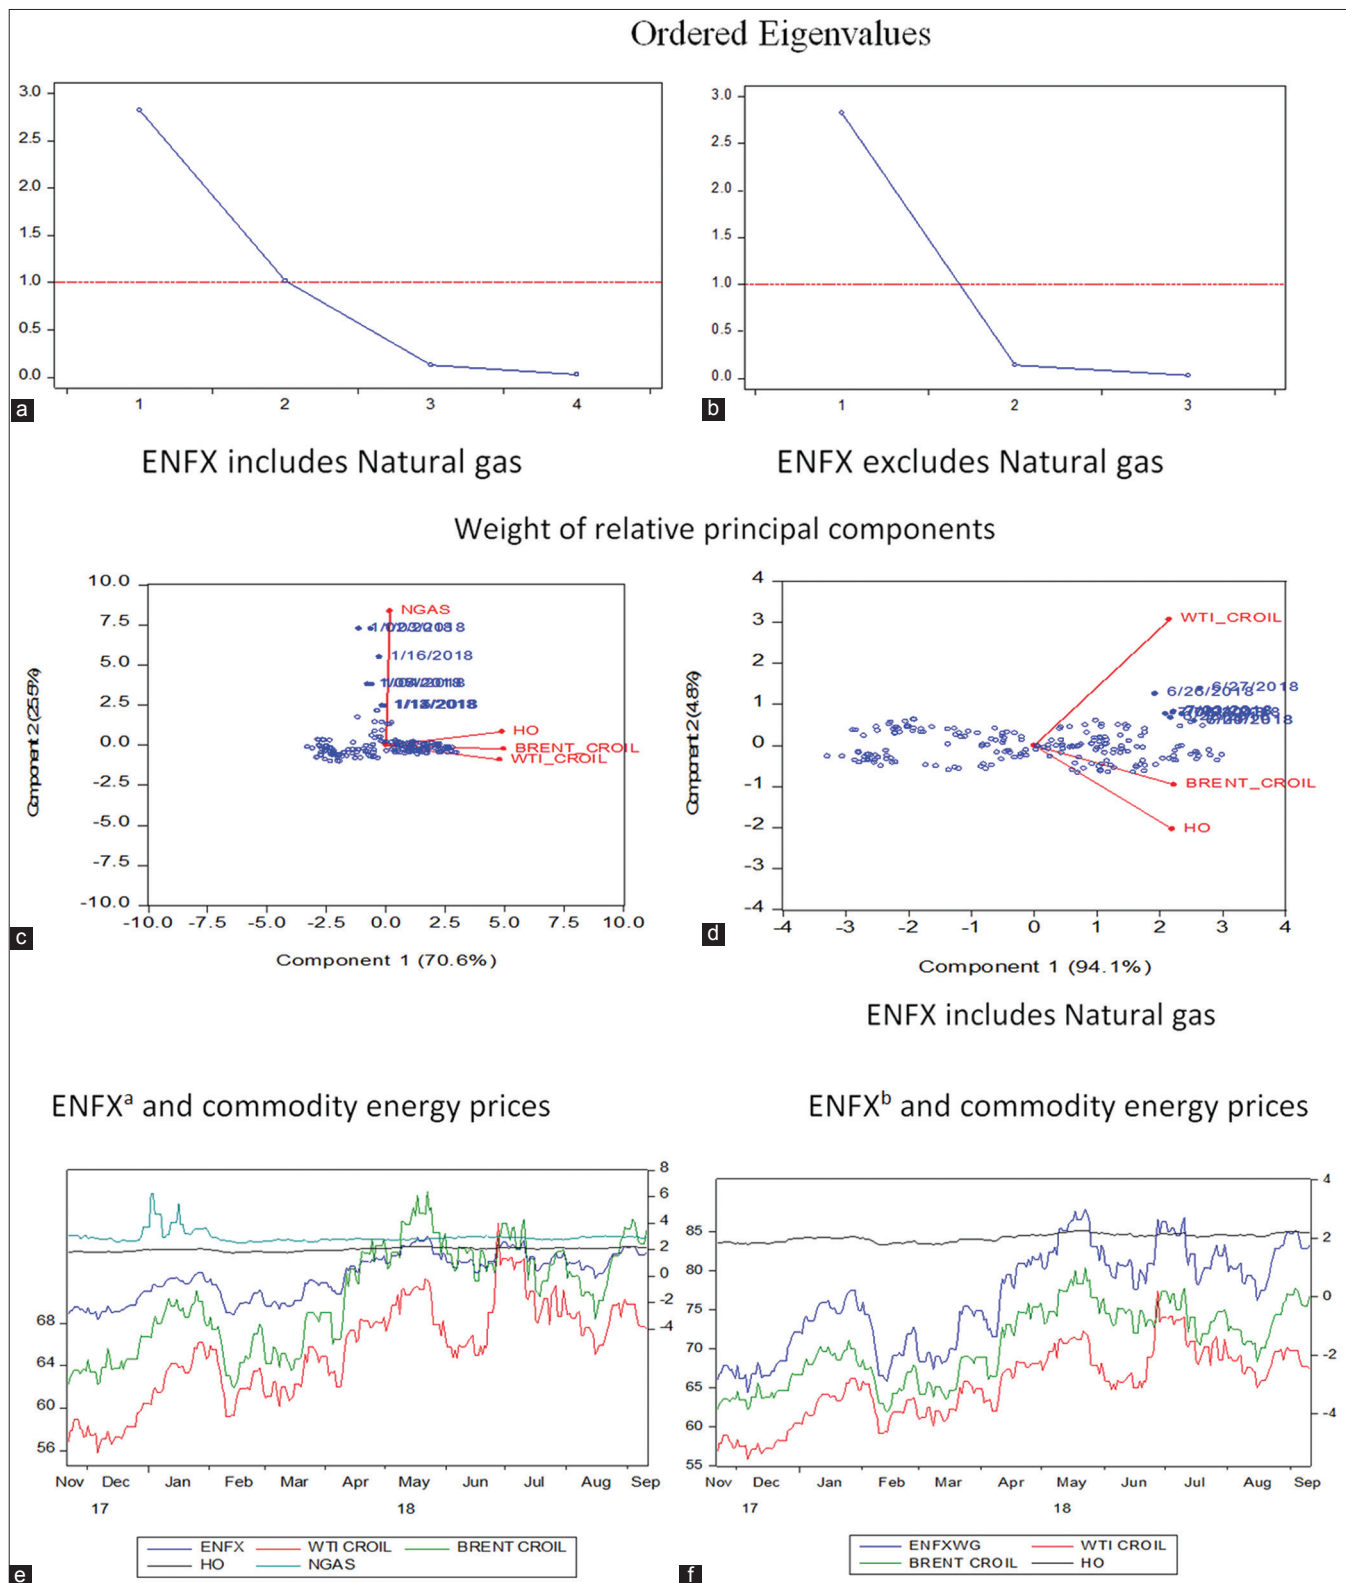 Ordered Eigenvalues
3.0
2.5
2.0
1.5
1.0
0.5
0.0
1 2 3 4
a
3.0
2.5
2.0
1.5
1.0
0.5
0.0
1 2 3
b
ENFX includes Natural gas
ENFX excludes Natural gas
Weight of relative principal components
10.0
7.5
5.0
2.5
0.0
-2.5
-5.0
-7.5
-10.0
Component 2 (25.5%)
NGAS
1/16/2018
HO
BRENT_CROIL
WTI_CROIL
-10.0 -7.5 -5.0 -2.5 0.0 2.5 5.0 7.5 10.0
Component 1 (70.6%)
c
4
3
2
1
0
-1
-2
-3
-4
Component 2 (4.8%)
WTI_CROIL
6/27/2018
6/26/2018
BRENT_CROIL
HO
-4 -3 -2 -1 0 1 2 3 4
Component 1 (94.1%)
d
ENFX includes Natural gas
ENFXᵃ and commodity energy prices
ENFXᵇ and commodity energy prices
8
6
4
2
0
-2
-4
68
64
60
56
Nov Dec Jan Feb Mar Apr May Jun Jul Aug Sep
17 18
ENFX WTI CROIL BRENT CROIL
HO NGAS
e
4
2
0
-2
-4
85
80
75
70
65
60
55
Nov Dec Jan Feb Mar Apr May Jun Jul Aug Sep
17 18
ENFXWG WTI CROIL
BRENT CROIL HO
f